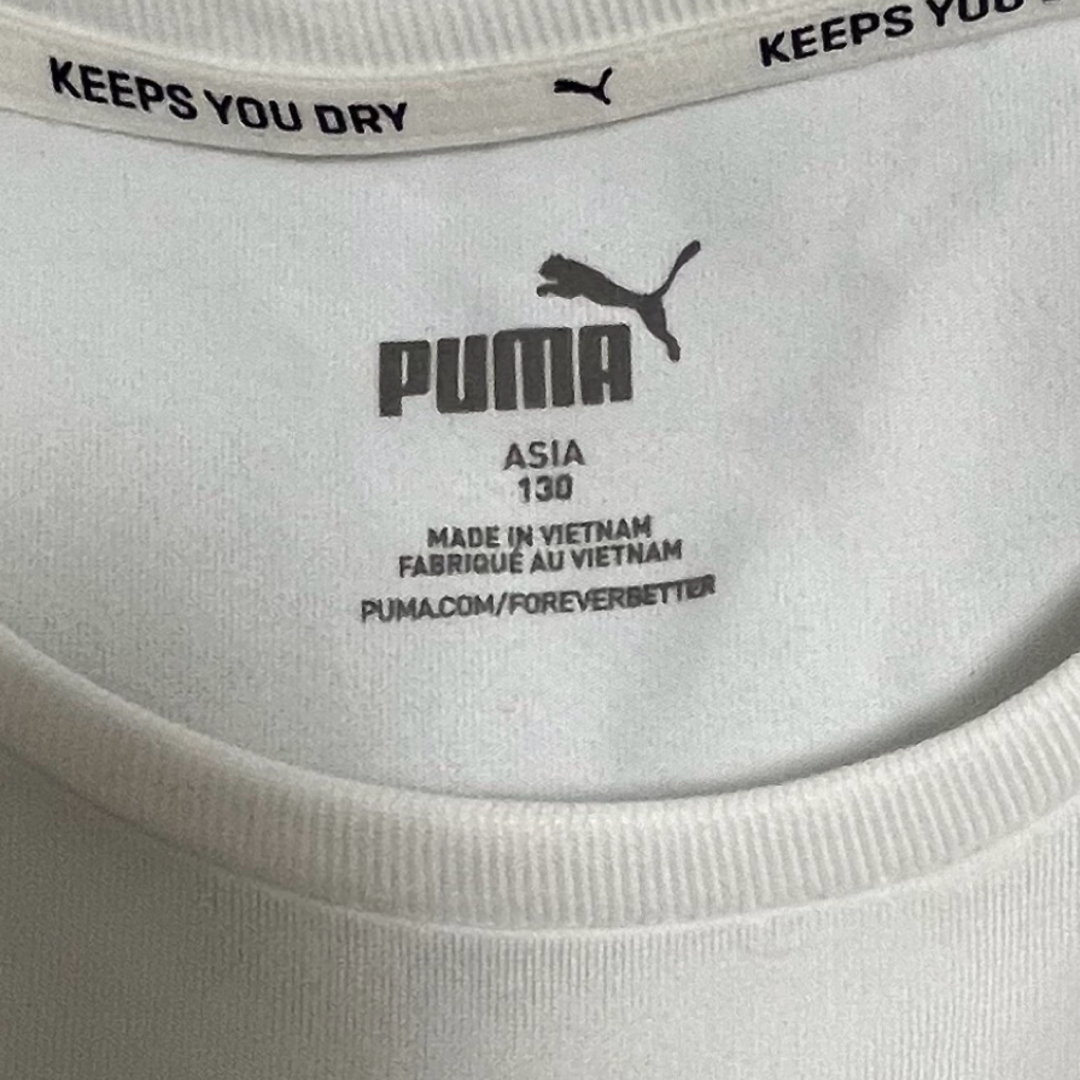 KEEPS YOU DRY
KEEPS YOU
PUMA
ASIA
130
MADE IN VIETNAM
FABRIQUÉ AU VIETNAM
PUMA.COM/FOREVERBETTER